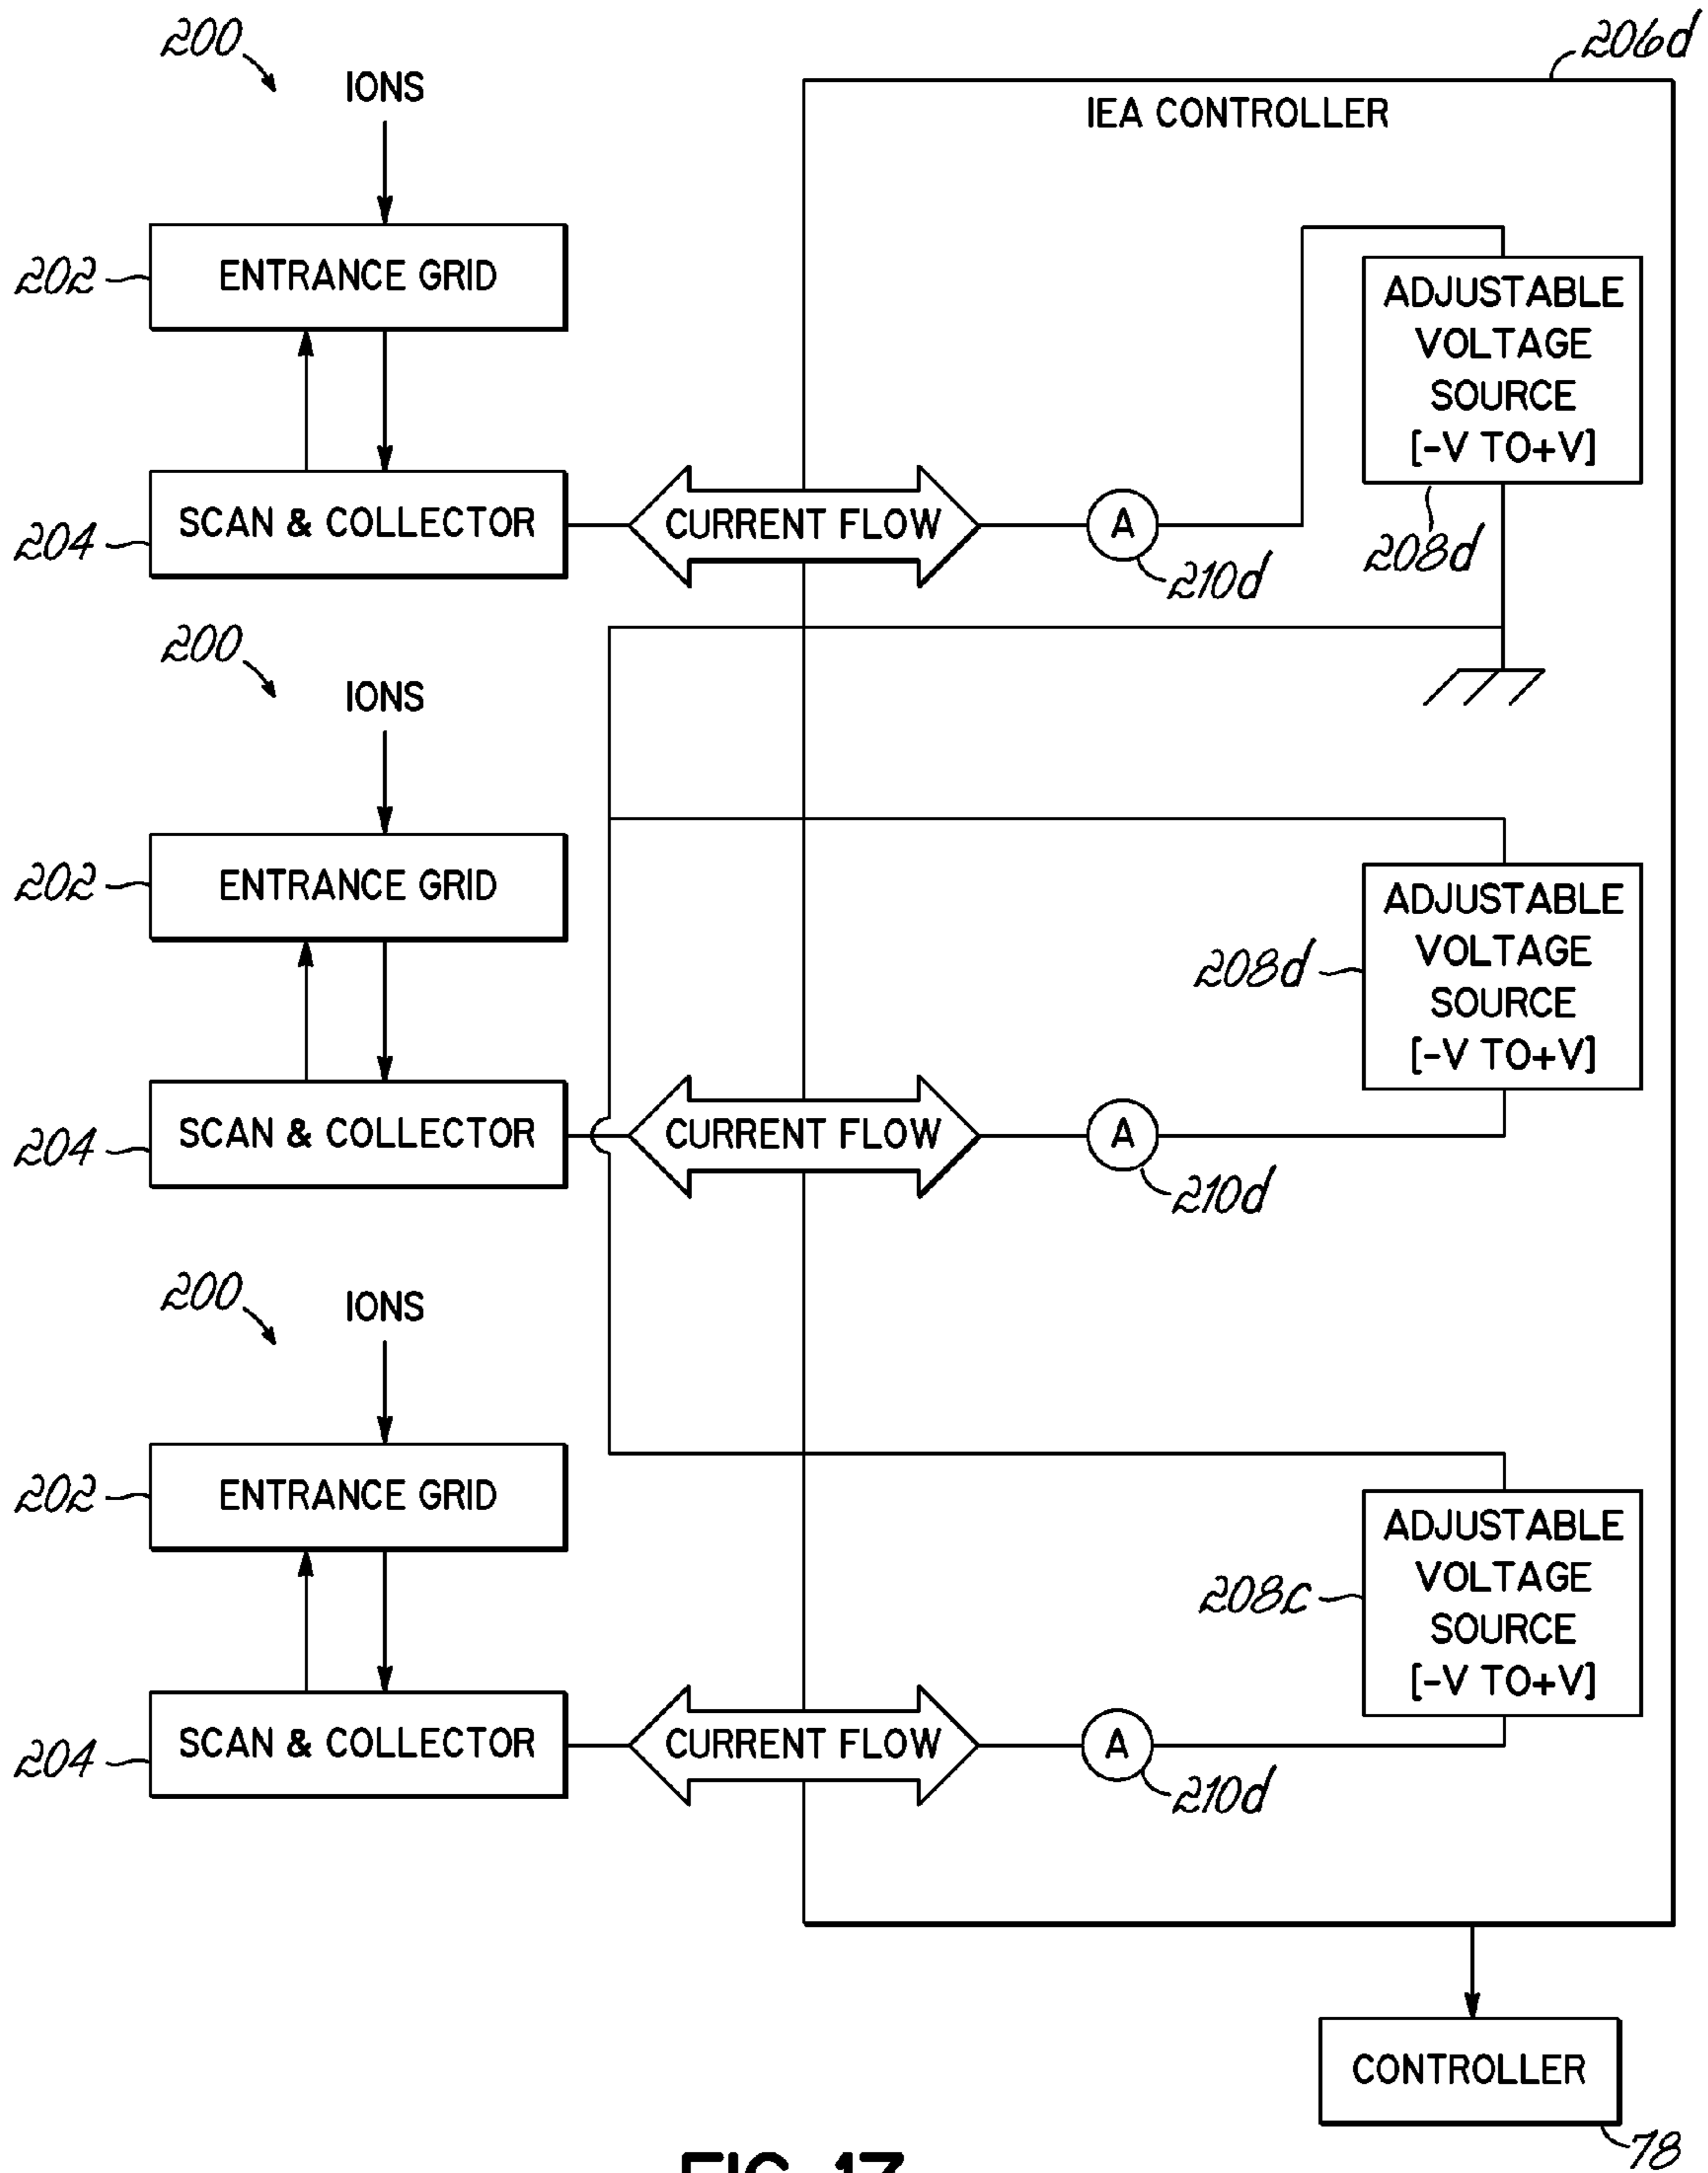 200
IONS
206d
IEA CONTROLLER
202
ENTRANCE GRID
ADJUSTABLE
VOLTAGE
SOURCE
[-V TO+V]
208d
204
SCAN & COLLECTOR
CURRENT FLOW
A
210d
200
IONS
202
ENTRANCE GRID
ADJUSTABLE
VOLTAGE
SOURCE
[-V TO+V]
208d
204
SCAN & COLLECTOR
CURRENT FLOW
A
210d
200
IONS
202
ENTRANCE GRID
ADJUSTABLE
VOLTAGE
SOURCE
[-V TO+V]
208c
204
SCAN & COLLECTOR
CURRENT FLOW
A
210d
CONTROLLER
78